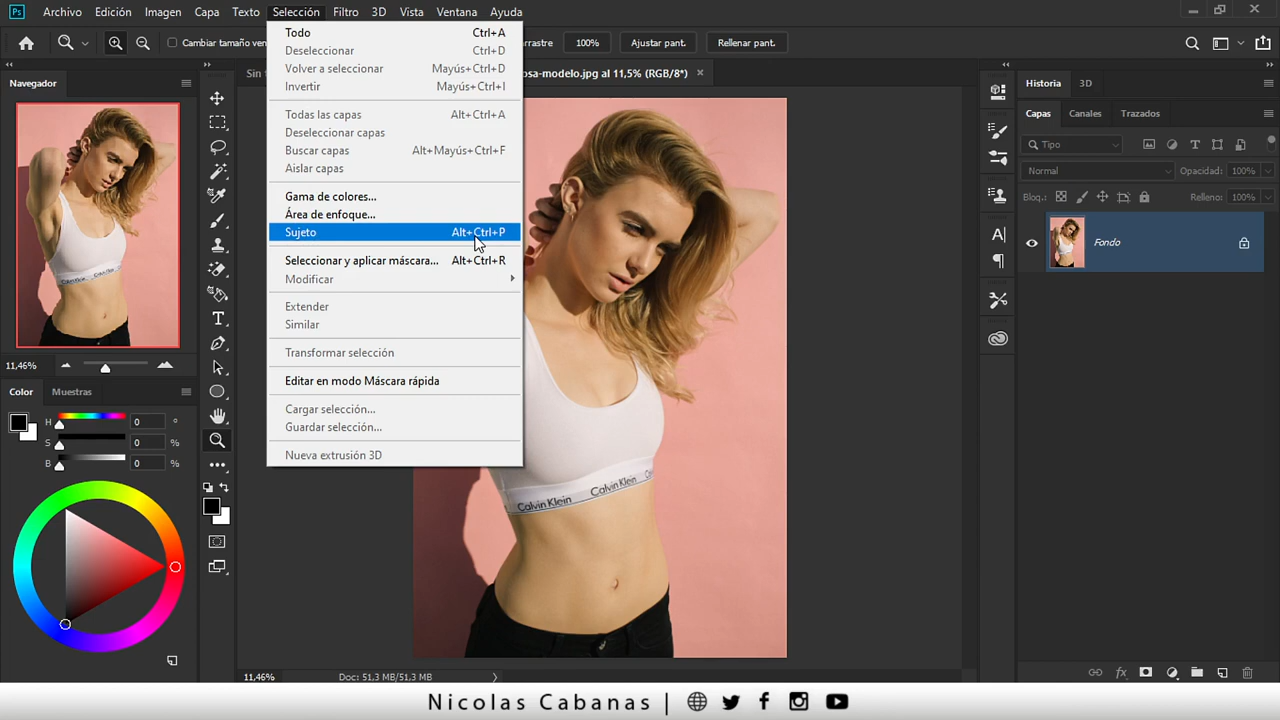 Ps Archivo Edición Imagen Capa Texto Selección Filtro 3D Vista Ventana Ayuda
Cambiar tamaño ven
rrastre 100% Ajustar pant. Rellenar pant.
Navegador
Sin t
osa-modelo.jpg al 11,5% (RGB/8*) ×
Todo Ctrl+A
Deseleccionar Ctrl+D
Volver a seleccionar Mayús+Ctrl+D
Invertir Mayús+Ctrl+I
Todas las capas Alt+Ctrl+A
Deseleccionar capas
Buscar capas Alt+Mayús+Ctrl+F
Aislar capas
Gama de colores...
Área de enfoque...
Sujeto Alt+Ctrl+P
Seleccionar y aplicar máscara... Alt+Ctrl+R
Modificar
Extender
Similar
Transformar selección
Editar en modo Máscara rápida
Cargar selección...
Guardar selección...
Nueva extrusión 3D
11,46%
Color Muestras
H 0 °
S 0 %
B 0 %
Calvin Klein Calvin Klein
11,46% Doc: 51,3 MB/51,3 MB
Historia 3D
Capas Canales Trazados
Tipo
Normal Opacidad: 100%
Bloq.: Relleno: 100%
Fondo
Nicolas Cabanas |